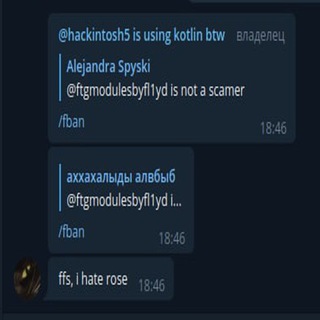 @hackintosh5 is using kotlin btw владелец
Alejandra Spyski
@ftgmodulesbyfl1yd is not a scamer
/fban
18:46
аххахалыды алвбыб
@ftgmodulesbyfl1yd i...
/fban
18:46
ffs, i hate rose 18:46